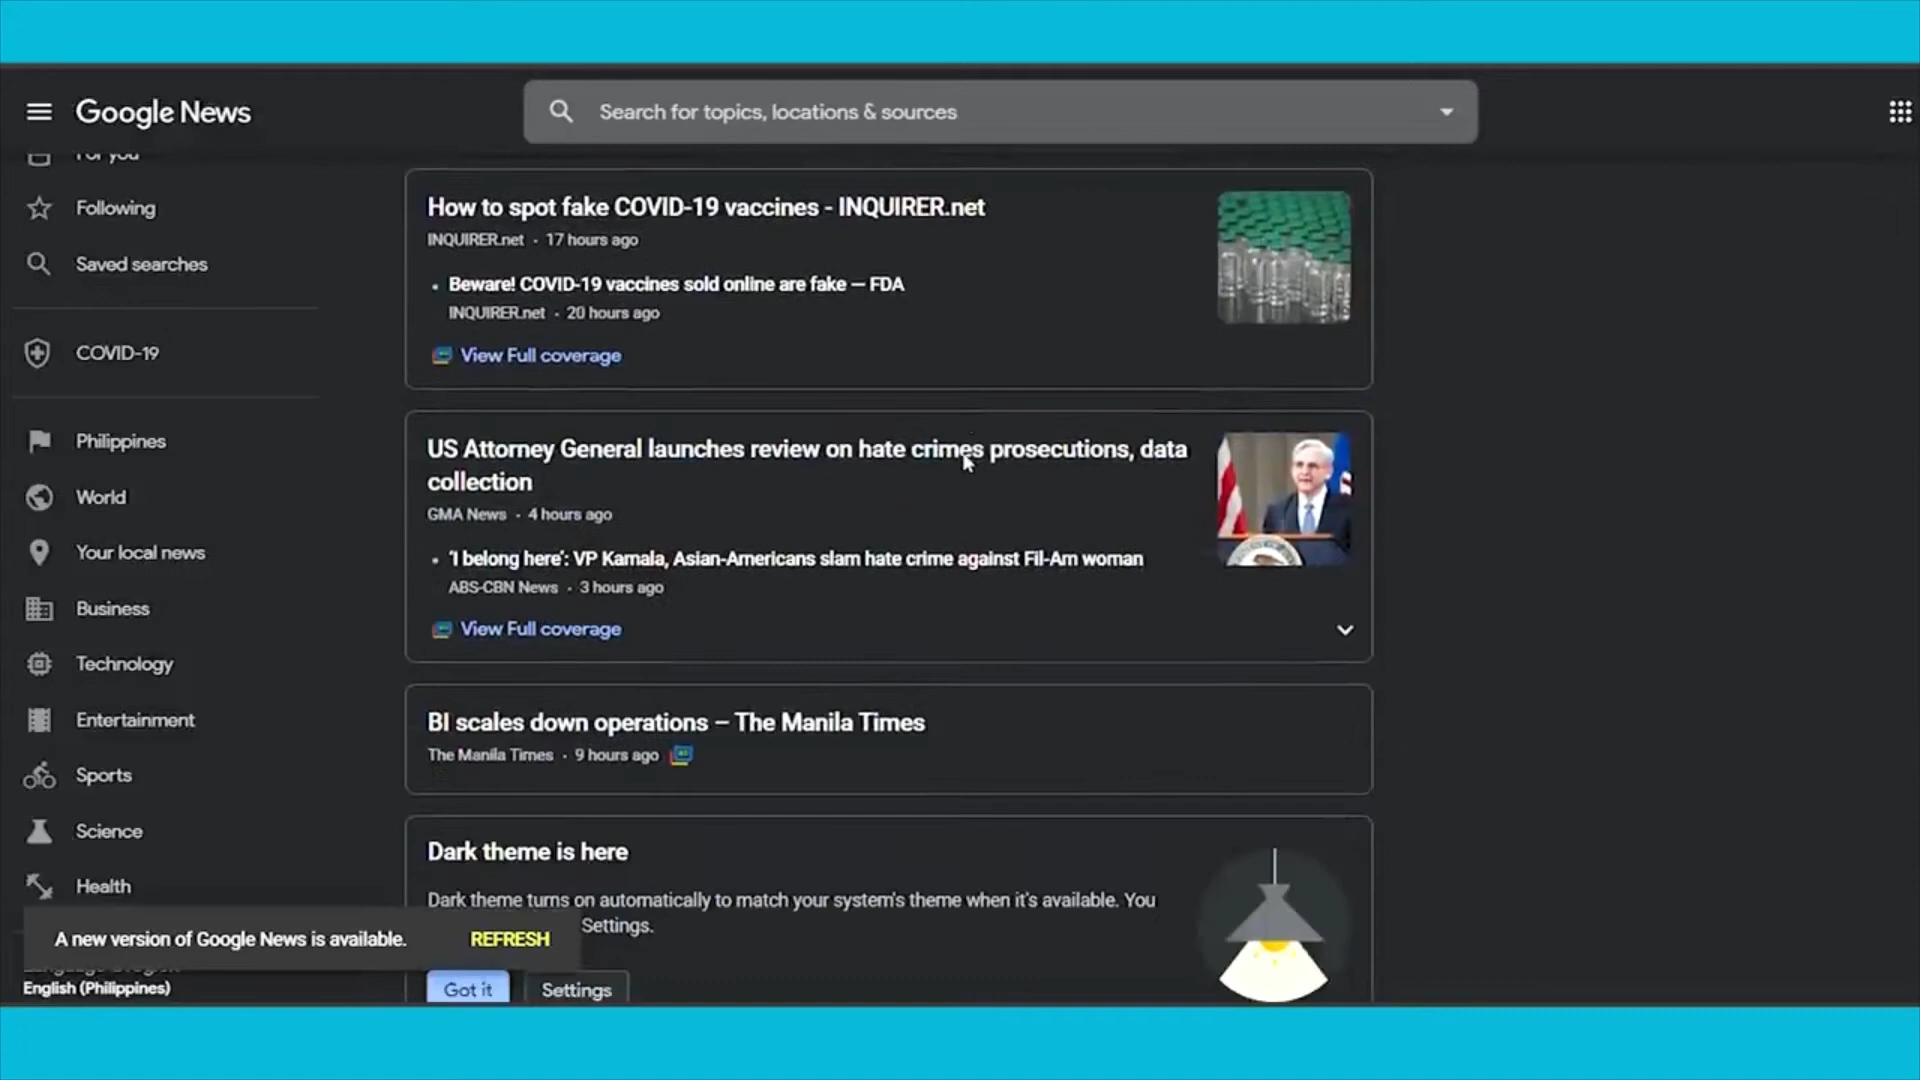 Google News
Search for topics, locations & sources
For you
Following
Saved searches
COVID-19
Philippines
World
Your local news
Business
Technology
Entertainment
Sports
Science
Health
A new version of Google News is available. REFRESH
English (Philippines)
How to spot fake COVID-19 vaccines - INQUIRER.net
INQUIRER.net · 17 hours ago
• Beware! COVID-19 vaccines sold online are fake — FDA
INQUIRER.net · 20 hours ago
View Full coverage
US Attorney General launches review on hate crimes prosecutions, data
collection
GMA News · 4 hours ago
• 'I belong here': VP Kamala, Asian-Americans slam hate crime against Fil-Am woman
ABS-CBN News · 3 hours ago
View Full coverage
BI scales down operations – The Manila Times
The Manila Times · 9 hours ago
Dark theme is here
Dark theme turns on automatically to match your system's theme when it's available. You
Settings.
Got it
Settings